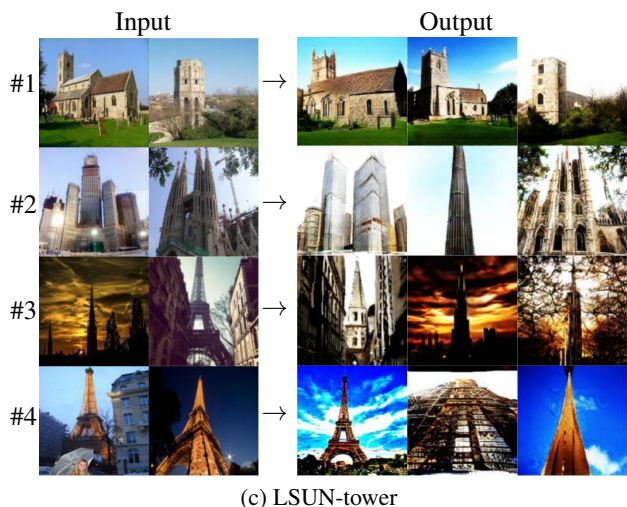 Input Output
#1 →  →
#2 →
#3 →
#4 →
(c) LSUN-tower